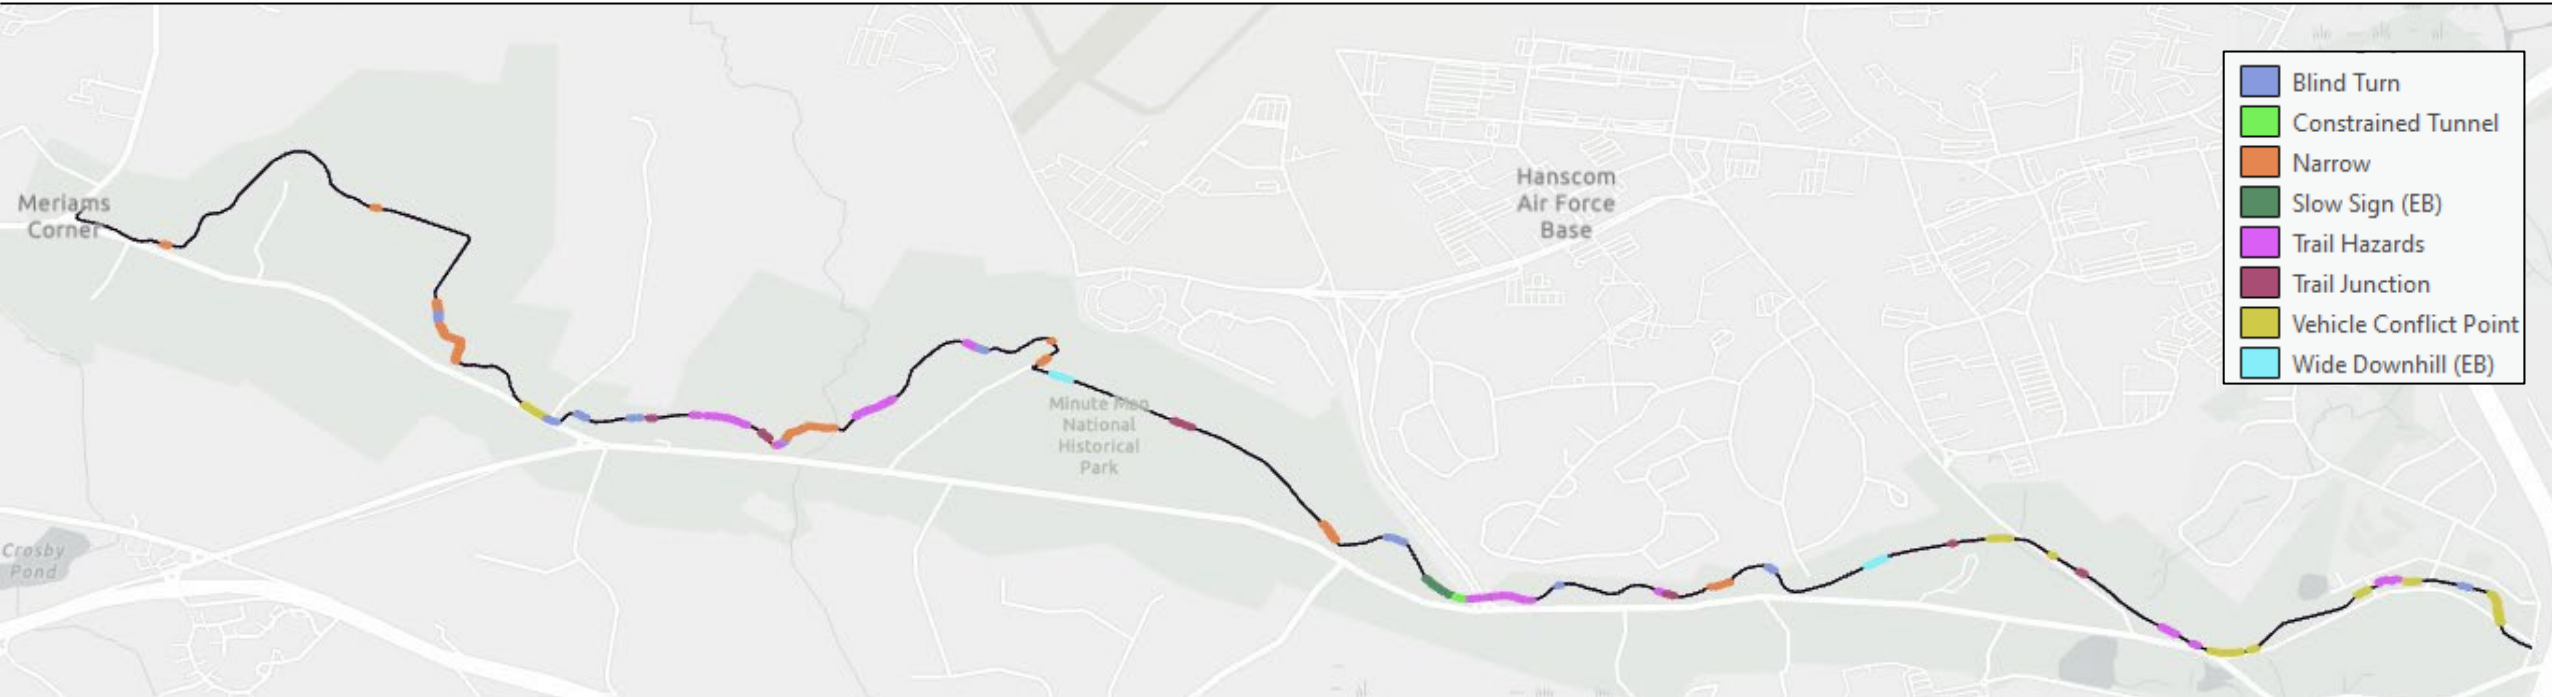 Meriams
Corner
Crosby
Pond
Minute Man
National
Historical
Park
Hanscom
Air Force
Base
Blind Turn
Constrained Tunnel
Narrow
Slow Sign (EB)
Trail Hazards
Trail Junction
Vehicle Conflict Point
Wide Downhill (EB)